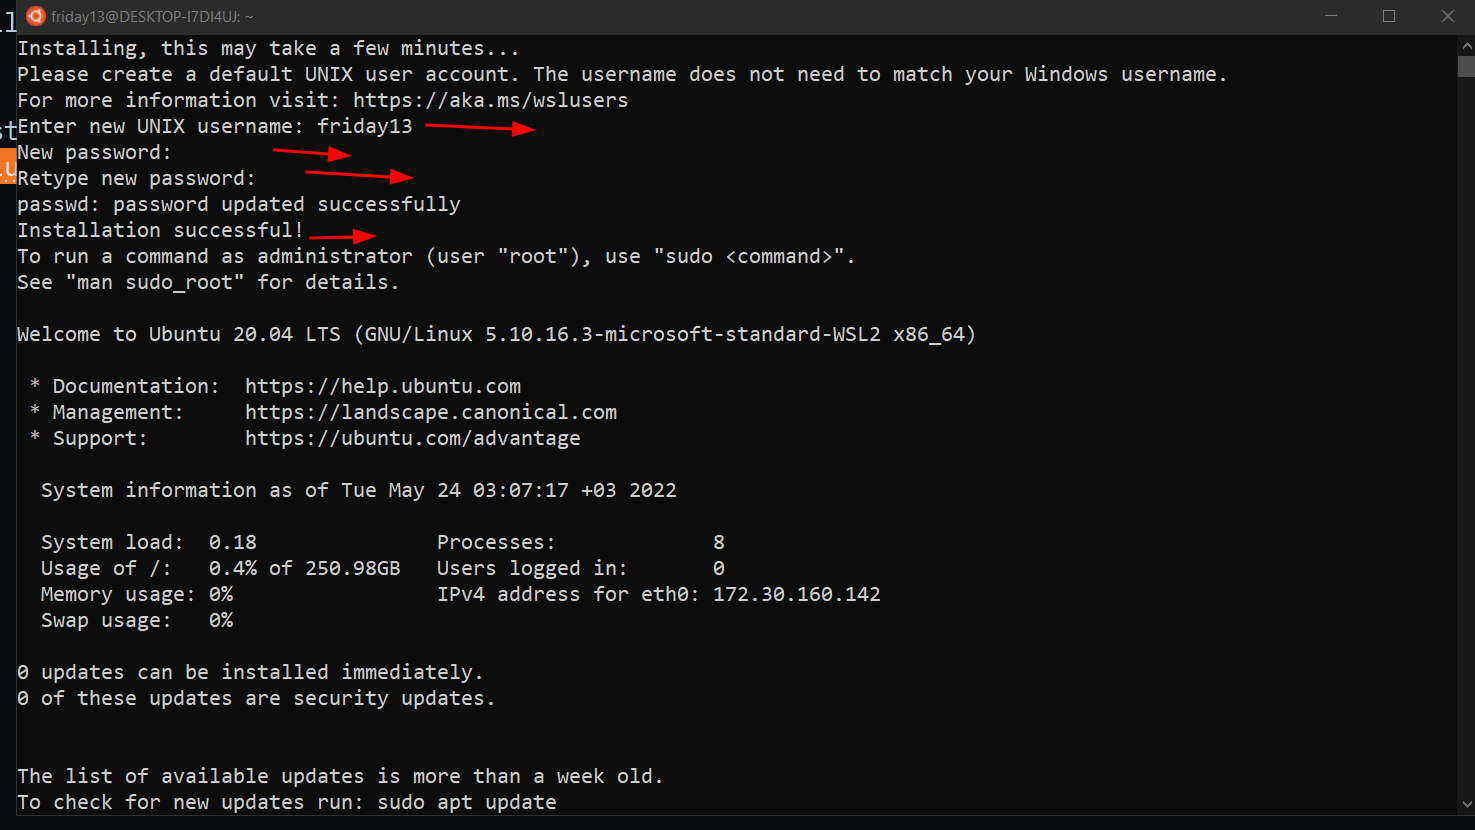 friday13@DESKTOP-I7DI4UJ: ~
Installing, this may take a few minutes...
Please create a default UNIX user account. The username does not need to match your Windows username.
For more information visit: https://aka.ms/wslusers
Enter new UNIX username: friday13
New password:
Retype new password:
passwd: password updated successfully
Installation successful!
To run a command as administrator (user "root"), use "sudo <command>".
See "man sudo_root" for details.
Welcome to Ubuntu 20.04 LTS (GNU/Linux 5.10.16.3-microsoft-standard-WSL2 x86_64)
* Documentation: https://help.ubuntu.com
* Management: https://landscape.canonical.com
* Support: https://ubuntu.com/advantage
System information as of Tue May 24 03:07:17 +03 2022
System load: 0.18 Processes: 8
Usage of /: 0.4% of 250.98GB Users logged in: 0
Memory usage: 0% IPv4 address for eth0: 172.30.160.142
Swap usage: 0%
0 updates can be installed immediately.
0 of these updates are security updates.
The list of available updates is more than a week old.
To check for new updates run: sudo apt update